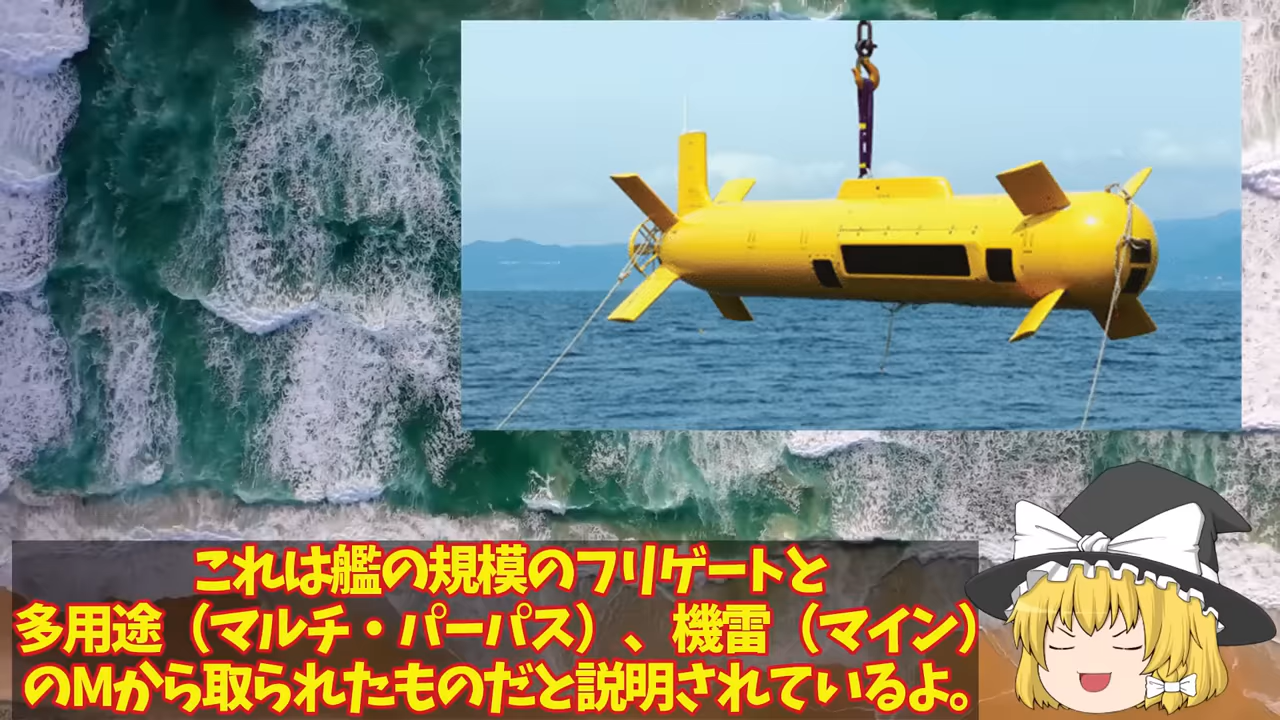 これは艦の規模のフリゲートと
多用途（マルチ・パーパス）、機雷（マイン）
のMから取られたものだと説明されているよ。